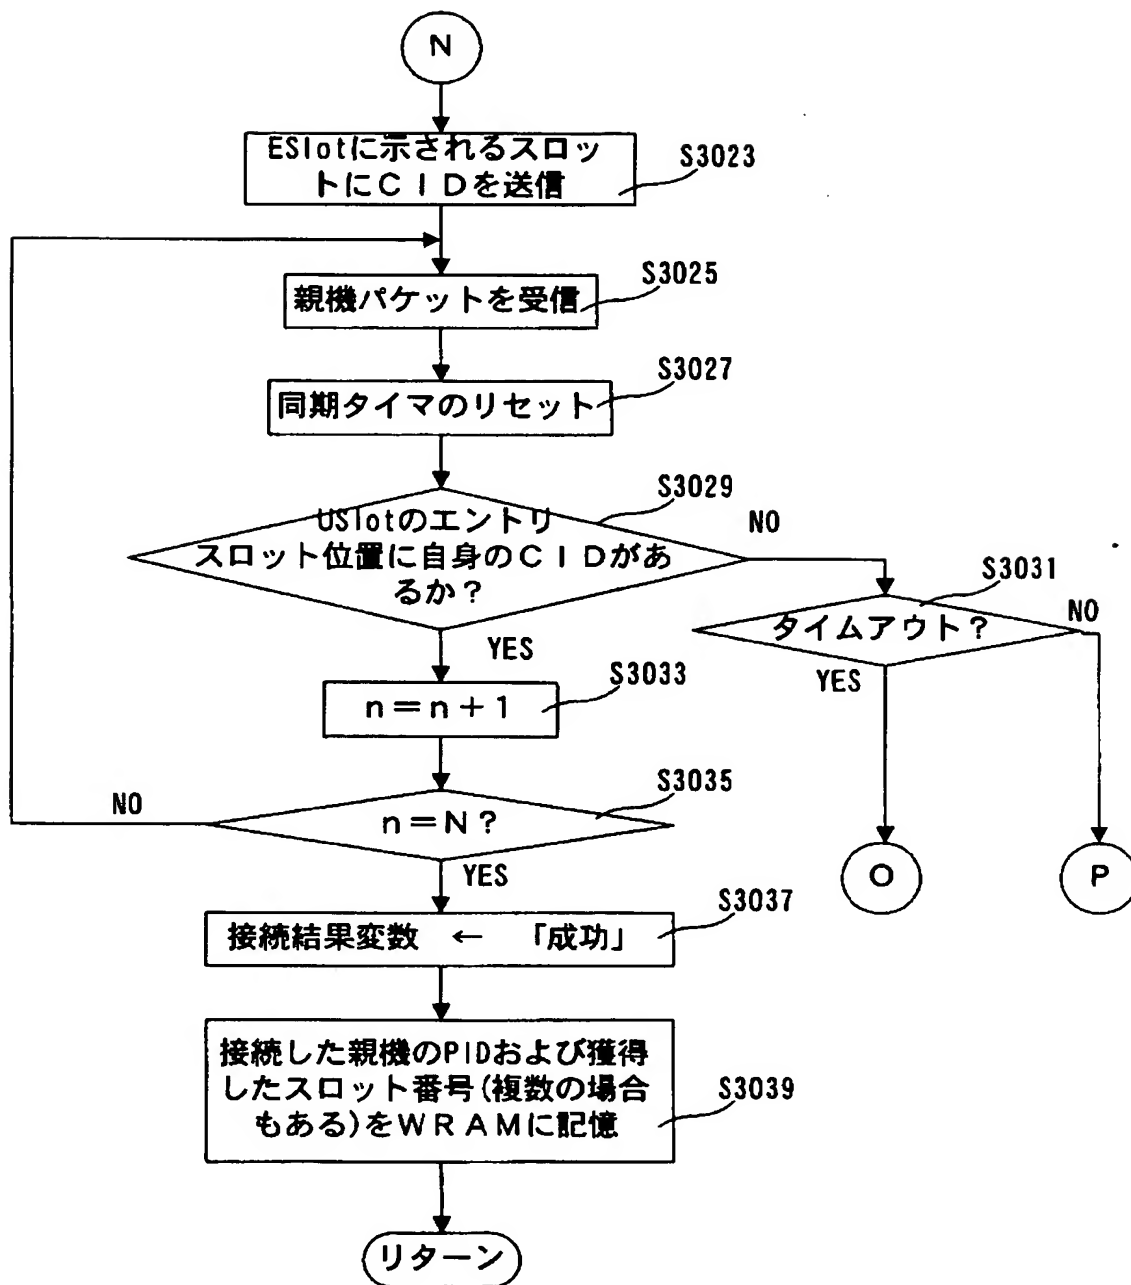 N
ESlotに示されるスロッ
トにCIDを送信
S3023
S3025
親機パケットを受信
S3027
同期タイマのリセット
S3029
USlotのエントリ
スロット位置に自身のCIDがあ
るか？
NO
S3031
タイムアウト？
NO
YES
YES
S3033
n＝n＋1
S3035
n＝N？
NO
YES
O
P
S3037
接続結果変数 ← 「成功」
接続した親機のPIDおよび獲得
したスロット番号(複数の場合
もある)をWRAMに記憶
S3039
リターン